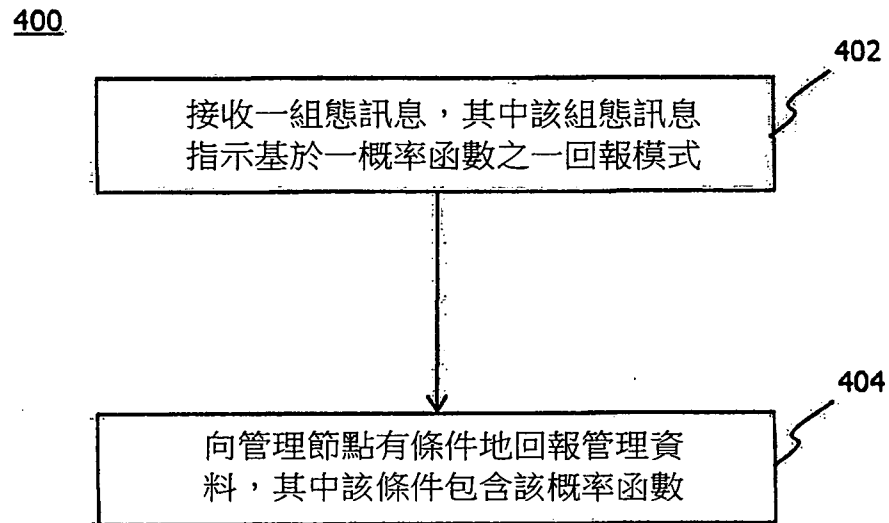 400
402
接收一組態訊息，其中該組態訊息
指示基於一概率函數之一回報模式
404
向管理節點有條件地回報管理資
料，其中該條件包含該概率函數